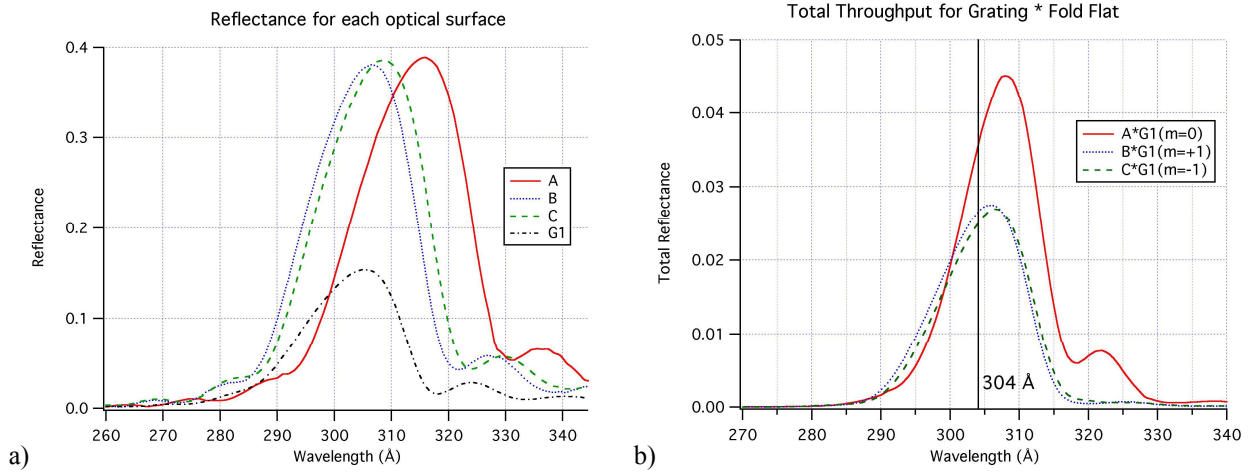 Reflectance for each optical surface
0.4
0.3
0.2
0.1
0.0
Reflectance
A
B
C
G1
260 270 280 290 300 310 320 330 340
Wavelength (Å)
a)
Total Throughput for Grating * Fold Flat
0.05
0.04
0.03
0.02
0.01
0.00
Total Reflectance
A*G1(m=0)
B*G1(m=+1)
C*G1(m=-1)
304 Å
270 280 290 300 310 320 330 340
Wavelength (Å)
b)